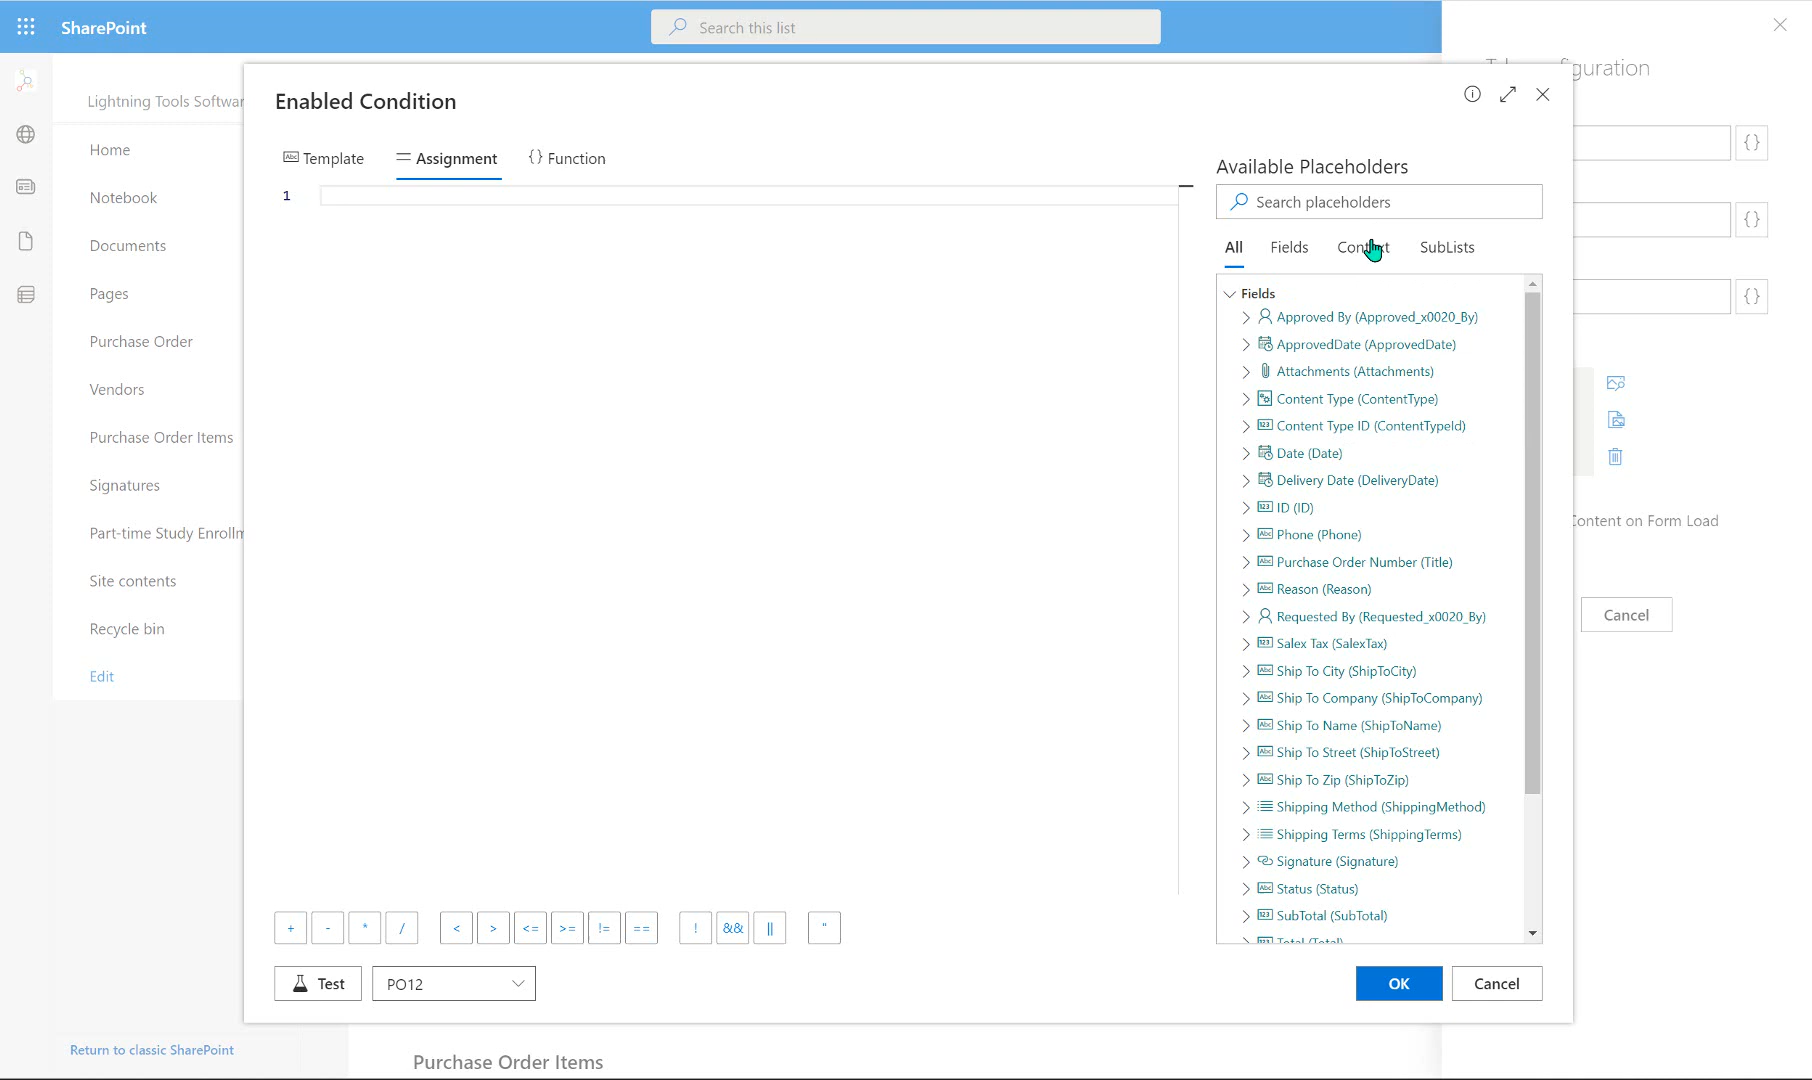 SharePoint
Search this list
Lightning Tools Softwar
Home
Notebook
Documents
Pages
Purchase Order
Vendors
Purchase Order Items
Signatures
Part-time Study Enrollm
Site contents
Recycle bin
Edit
Return to classic SharePoint
Enabled Condition
Template
Assignment
{} Function
1
Available Placeholders
Search placeholders
All
Fields
Context
SubLists
Fields
Approved By (Approved_x0020_By)
ApprovedDate (ApprovedDate)
Attachments (Attachments)
Content Type (ContentType)
Content Type ID (ContentTypeId)
Date (Date)
Delivery Date (DeliveryDate)
ID (ID)
Phone (Phone)
Purchase Order Number (Title)
Reason (Reason)
Requested By (Requested_x0020_By)
Salex Tax (SalexTax)
Ship To City (ShipToCity)
Ship To Company (ShipToCompany)
Ship To Name (ShipToName)
Ship To Street (ShipToStreet)
Ship To Zip (ShipToZip)
Shipping Method (ShippingMethod)
Shipping Terms (ShippingTerms)
Signature (Signature)
Status (Status)
SubTotal (SubTotal)
Total (Total)
+ - * / < > <= >= != == ! && || "
Test
PO12
OK
Cancel
Purchase Order Items
guration
{}
{}
{}
Content on Form Load
Cancel